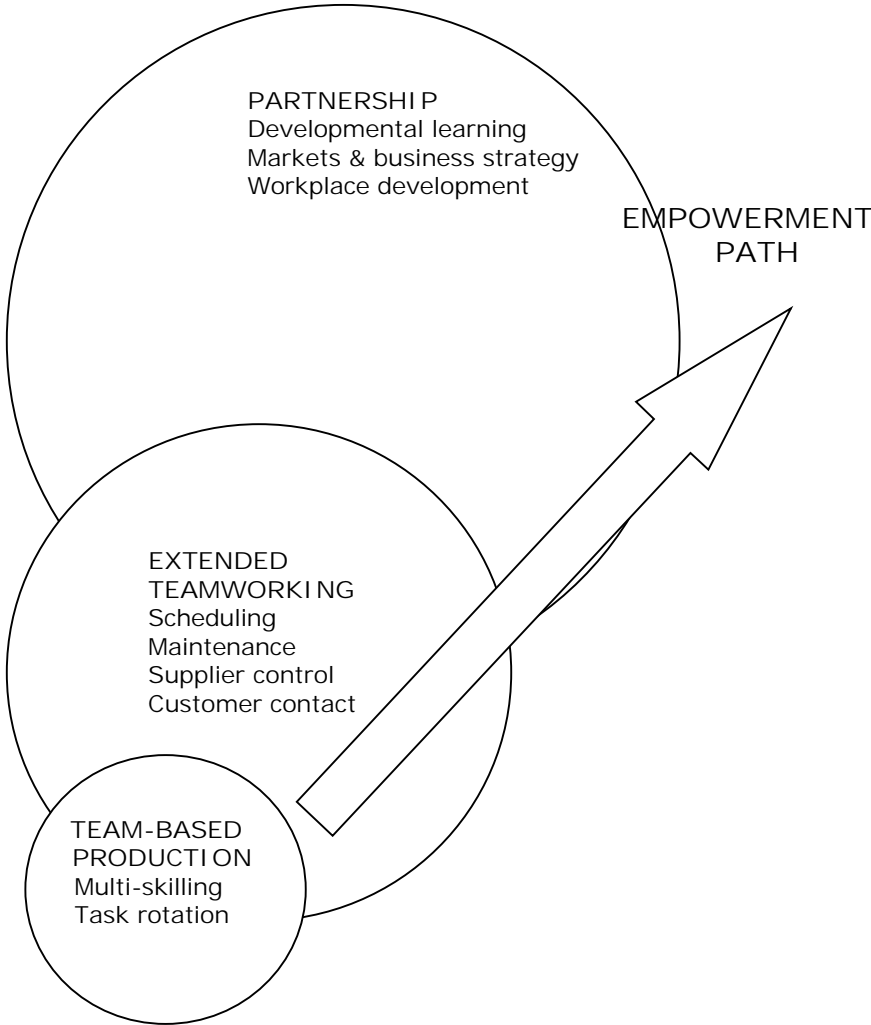 PARTNERSHIP
Developmental learning
Markets & business strategy
Workplace development
EMPOWERMENT
PATH
EXTENDED
TEAMWORKING
Scheduling
Maintenance
Supplier control
Customer contact
TEAM-BASED
PRODUCTION
Multi-skilling
Task rotation